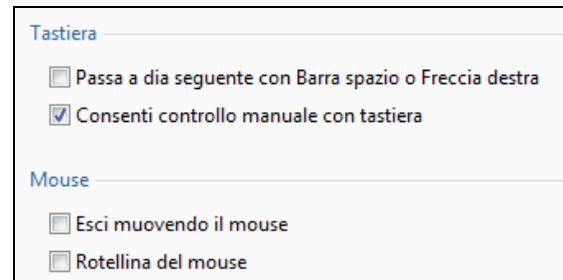 Tastiera
Passa a dia seguente con Barra spazio o Freccia destra
Consenti controllo manuale con tastiera
Mouse
Esci muovendo il mouse
Rotellina del mouse